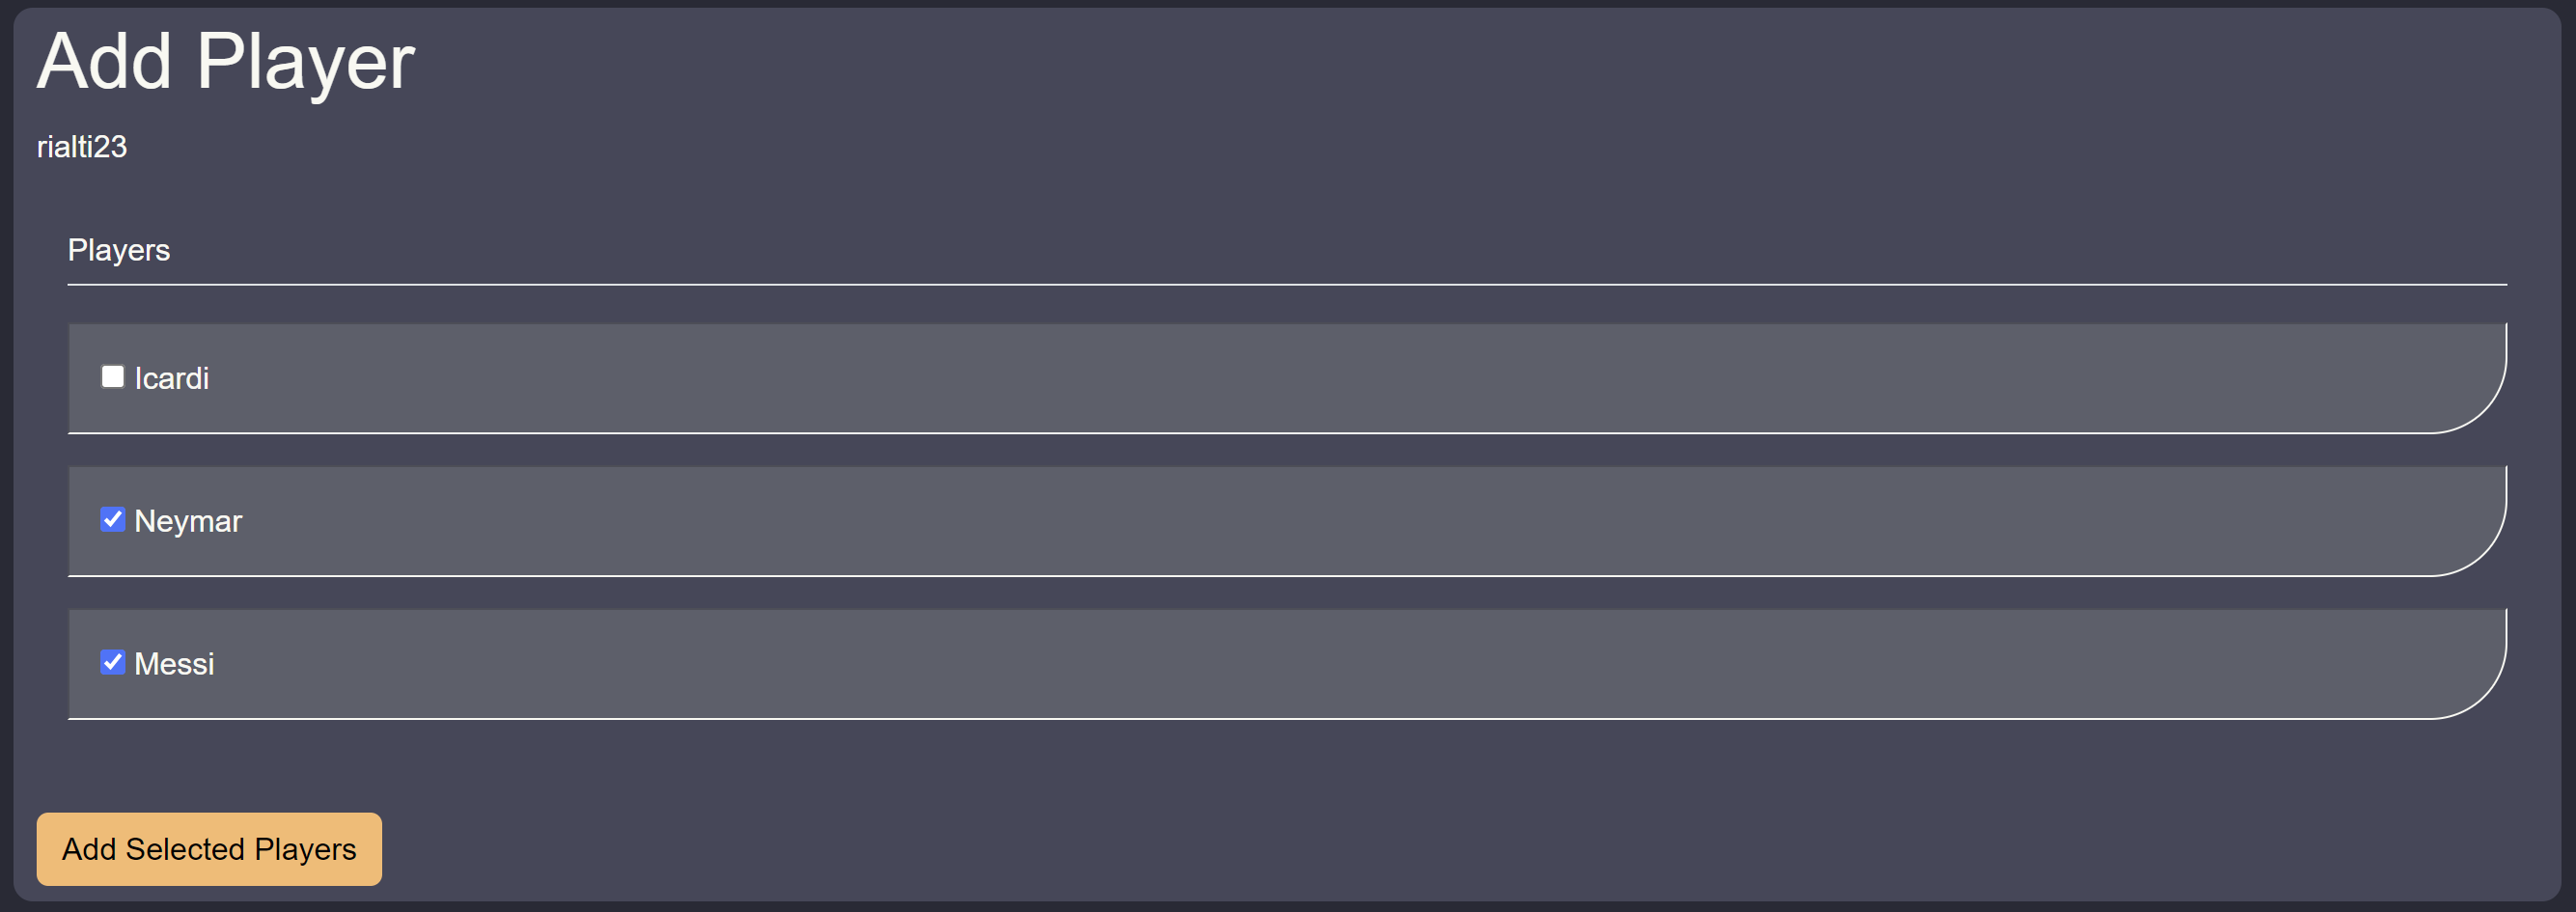 Add Player
rialti23
Players
Icardi
Neymar
Messi
Add Selected Players